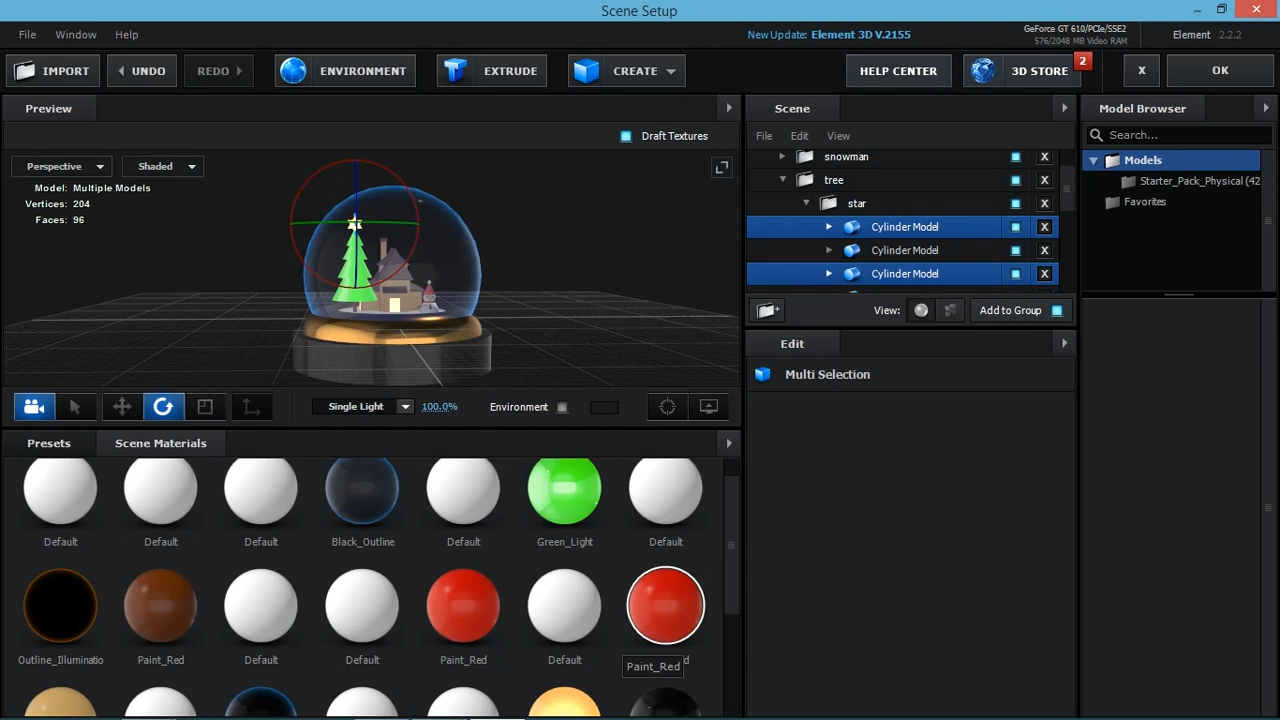 Scene Setup
File Window Help
New Update: Element 3D V.2155
GeForce GT 610/PCIe/SSE2
576/2048 MB Video RAM
Element 2.2.2
IMPORT
UNDO
REDO
ENVIRONMENT
EXTRUDE
CREATE
HELP CENTER
3D STORE
2
X
OK
Preview
Draft Textures
Perspective
Shaded
Model: Multiple Models
Vertices: 204
Faces: 96
Single Light
100.0%
Environment
Presets
Scene Materials
Default
Default
Default
Black_Outline
Default
Green_Light
Default
Outline_Illuminatio
Paint_Red
Default
Default
Paint_Red
Default
d
Paint_Red
Scene
File Edit View
snowman
X
tree
X
star
X
Cylinder Model
X
Cylinder Model
X
Cylinder Model
X
View:
Add to Group
Edit
Multi Selection
Model Browser
Search...
Models
Starter_Pack_Physical (42
Favorites